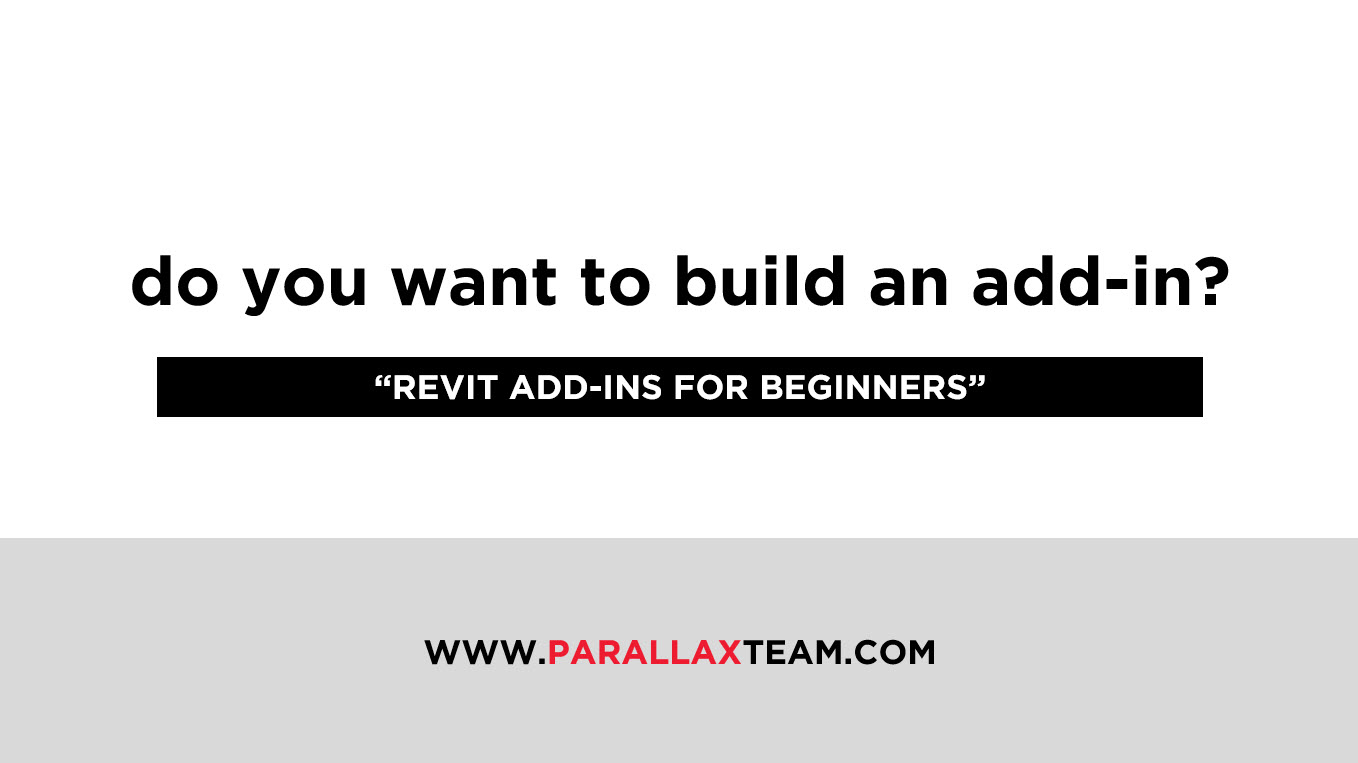 do you want to build an add-in?
“REVIT ADD-INS FOR BEGINNERS”
WWW.PARALLAXTEAM.COM